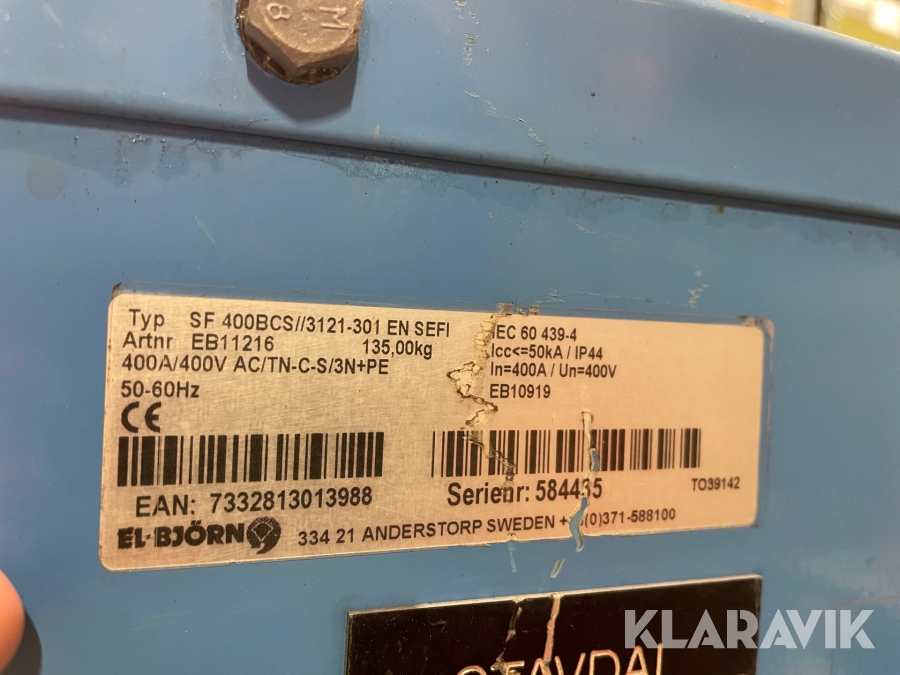 M
8
Typ SF 400BCS//3121-301 EN SEFI
Artnr EB11216 135,00kg
400A/400V AC/TN-C-S/3N+PE
50-60Hz
CE
IEC 60 439-4
Icc<=50kA / IP44
In=400A / Un=400V
EB10919
EAN: 7332813013988
Serienr: 584435
TO39142
EL-BJÖRN
334 21 ANDERSTORP SWEDEN (0)371-588100
KLARAVIK